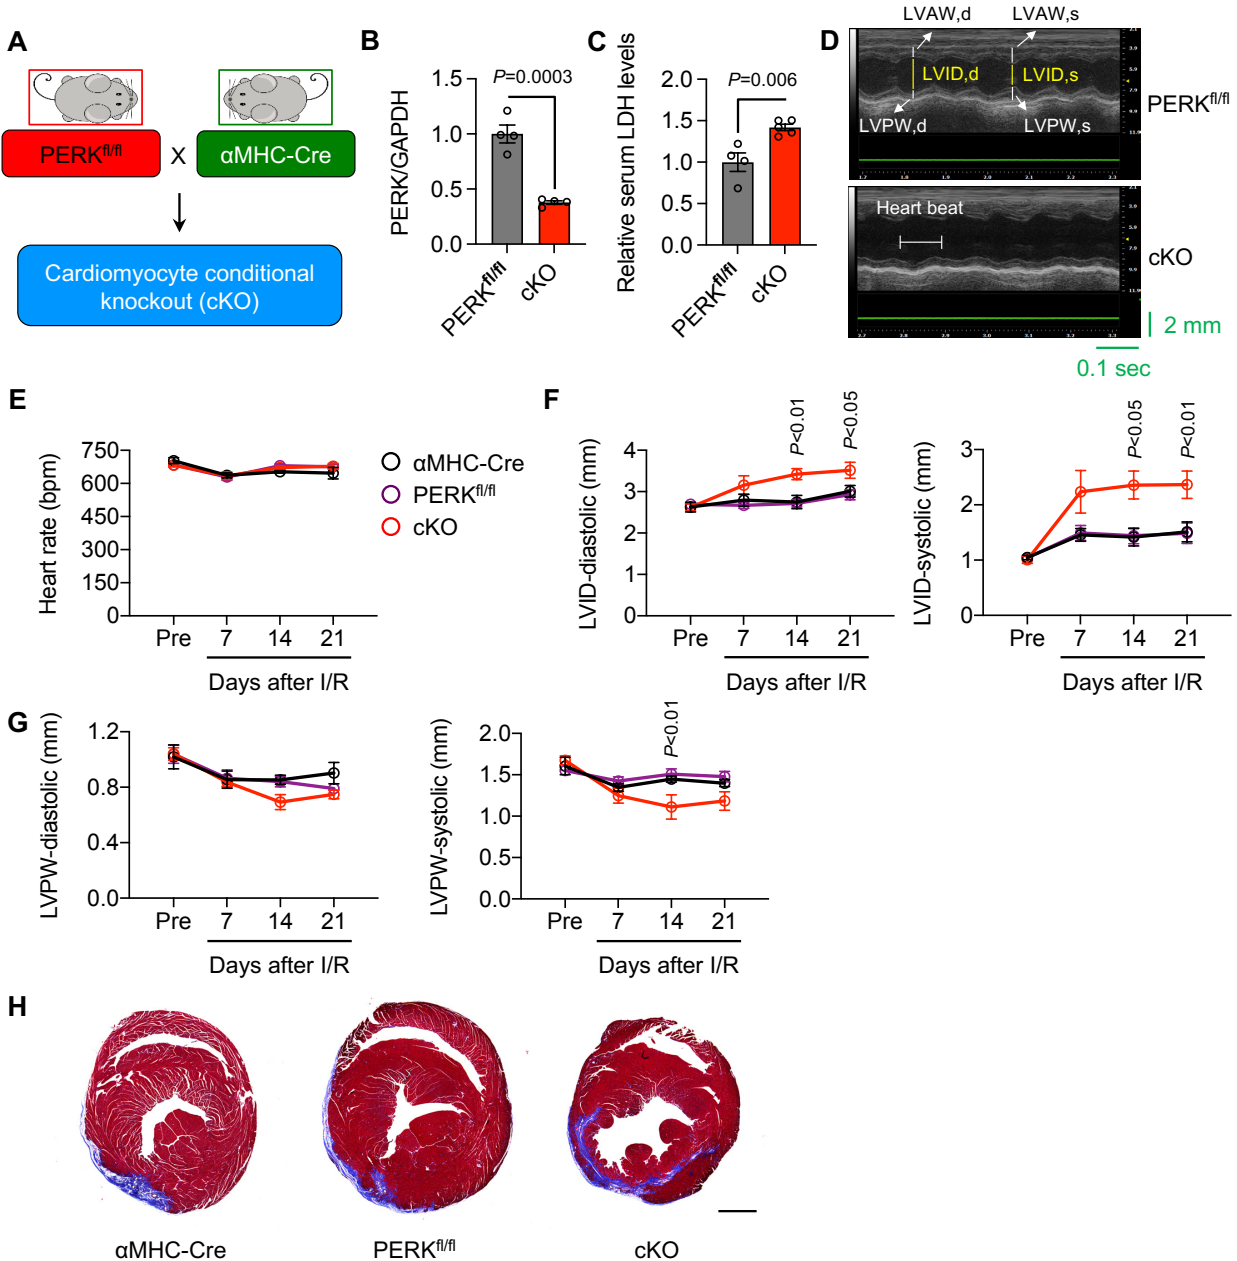 A
PERKfl/fl
X
αMHC-Cre
Cardiomyocyte conditional
knockout (cKO)
B
PERK/GAPDH
P=0.0003
1.5
1.0
0.5
0.0
PERKfl/fl
cKO
C
Relative serum LDH levels
P=0.006
2.0
1.5
1.0
0.5
0.0
PERKfl/fl
cKO
D
LVAW,d
LVAW,s
LVID,d
LVID,s
LVPW,d
LVPW,s
PERKfl/fl
Heart beat
cKO
2 mm
0.1 sec
E
Heart rate (bpm)
750
600
450
300
150
0
Pre 7 14 21
Days after I/R
αMHC-Cre
PERKfl/fl
cKO
F
LVID-diastolic (mm)
P<0.01
P<0.05
4
3
2
1
0
Pre 7 14 21
Days after I/R
LVID-systolic (mm)
P<0.05
P<0.01
3
2
1
0
Pre 7 14 21
Days after I/R
G
LVPW-diastolic (mm)
1.2
0.8
0.4
0.0
Pre 7 14 21
Days after I/R
LVPW-systolic (mm)
P<0.01
2.0
1.5
1.0
0.5
0.0
Pre 7 14 21
Days after I/R
H
αMHC-Cre
PERKfl/fl
cKO